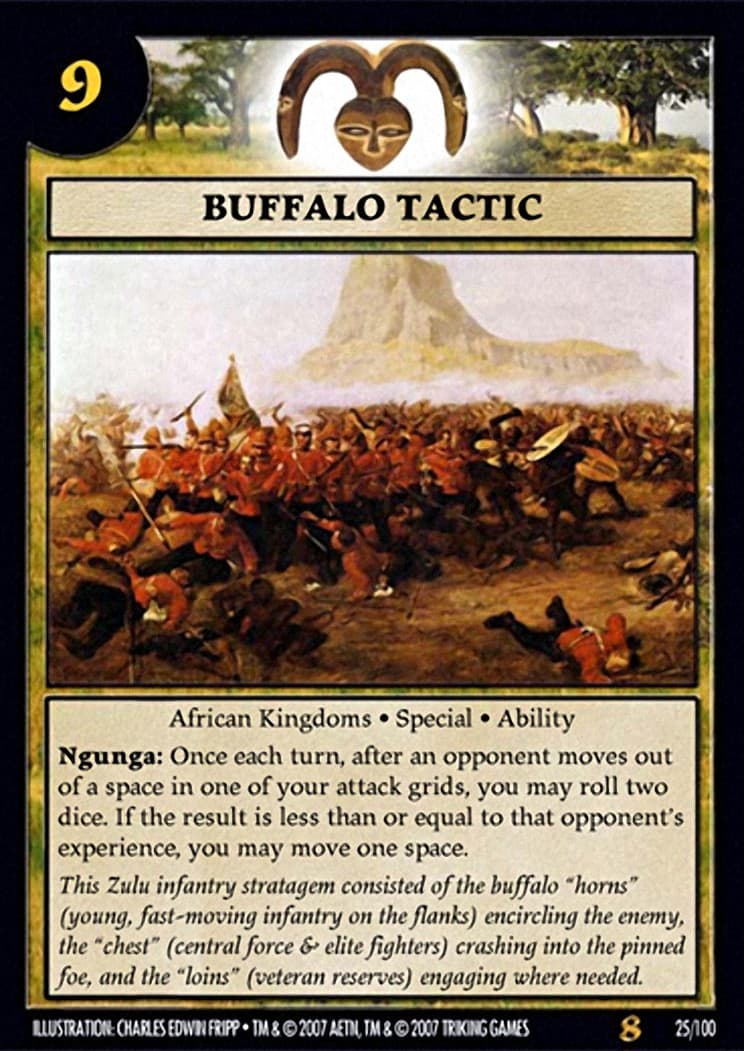 9
BUFFALO TACTIC
African Kingdoms • Special • Ability
Ngunga: Once each turn, after an opponent moves out
of a space in one of your attack grids, you may roll two
dice. If the result is less than or equal to that opponent's
experience, you may move one space.
This Zulu infantry stratagem consisted of the buffalo "horns"
(young, fast-moving infantry on the flanks) encircling the enemy,
the "chest" (central force & elite fighters) crashing into the pinned
foe, and the "loins" (veteran reserves) engaging where needed.
ILLUSTRATION: CHARLES EDWIN FRIPP • TM & © 2007 AETN, TM & © 2007 TRIKING GAMES 8 25/100